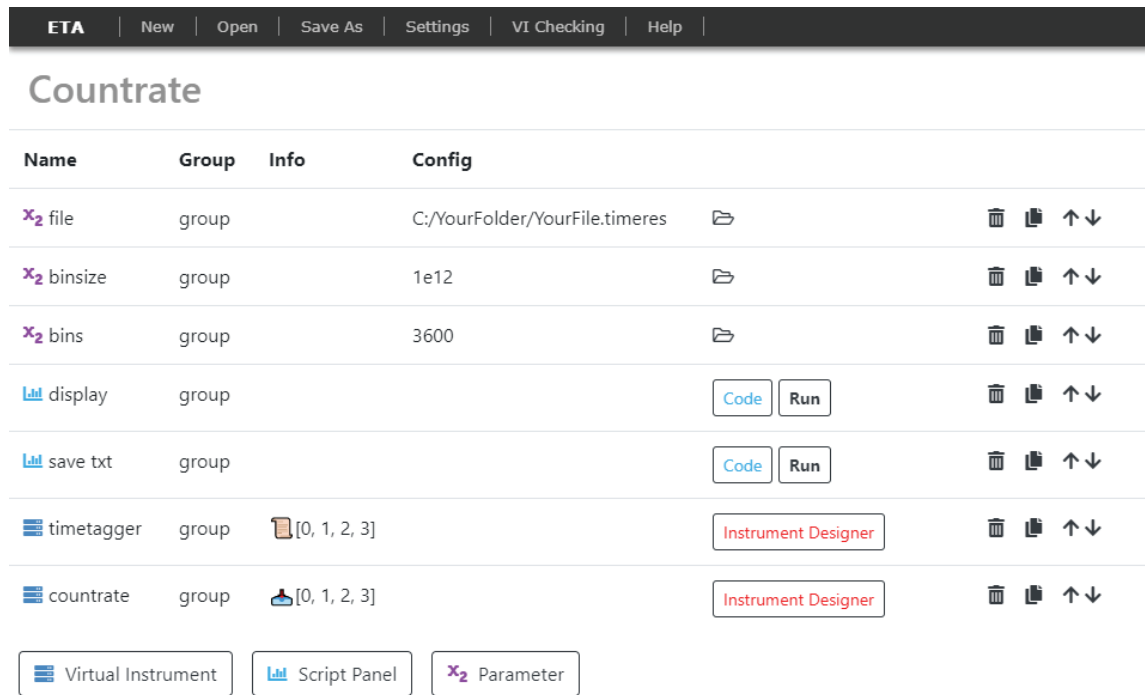 ETA New Open Save As Settings VI Checking Help
Countrate
Name Group Info Config
x2 file group C:/YourFolder/YourFile.timeres
x2 binsize group 1e12
x2 bins group 3600
display group Code Run
save txt group Code Run
timetagger group [0, 1, 2, 3] Instrument Designer
countrate group [0, 1, 2, 3] Instrument Designer
Virtual Instrument Script Panel x2 Parameter